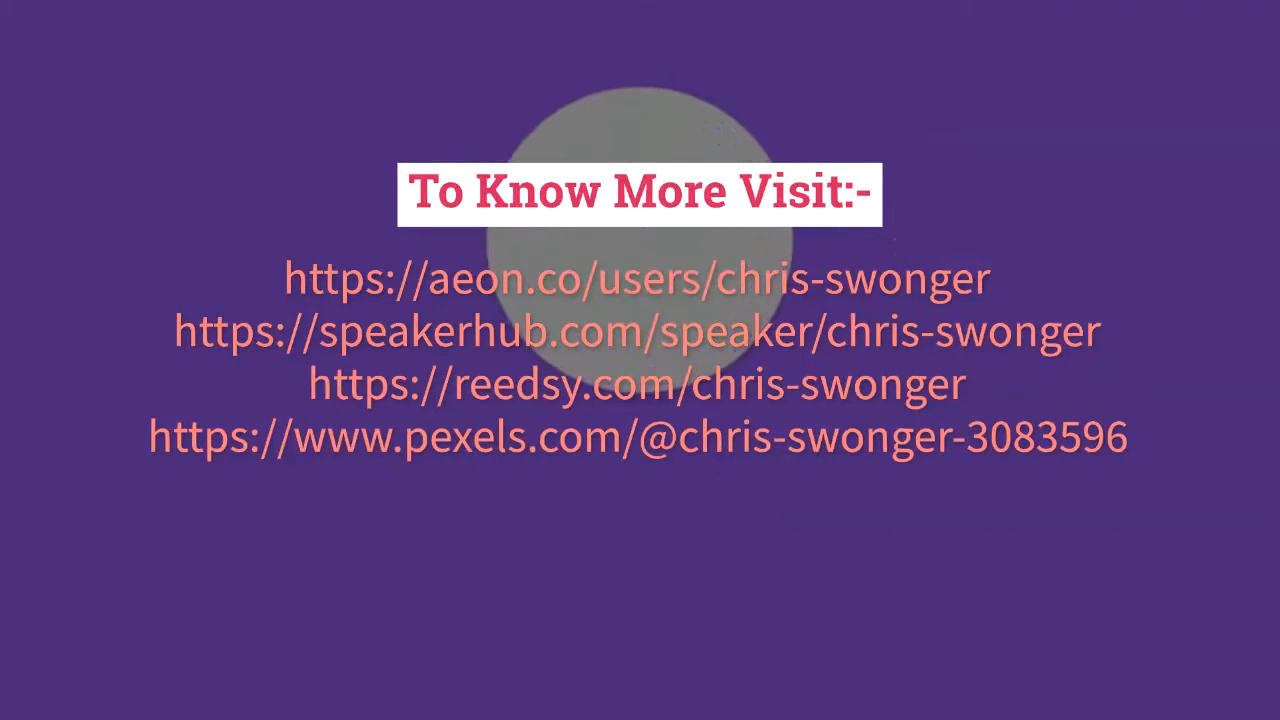 To Know More Visit:-
https://aeon.co/users/chris-swonger
https://speakerhub.com/speaker/chris-swonger
https://reedsy.com/chris-swonger
https://www.pexels.com/@chris-swonger-3083596